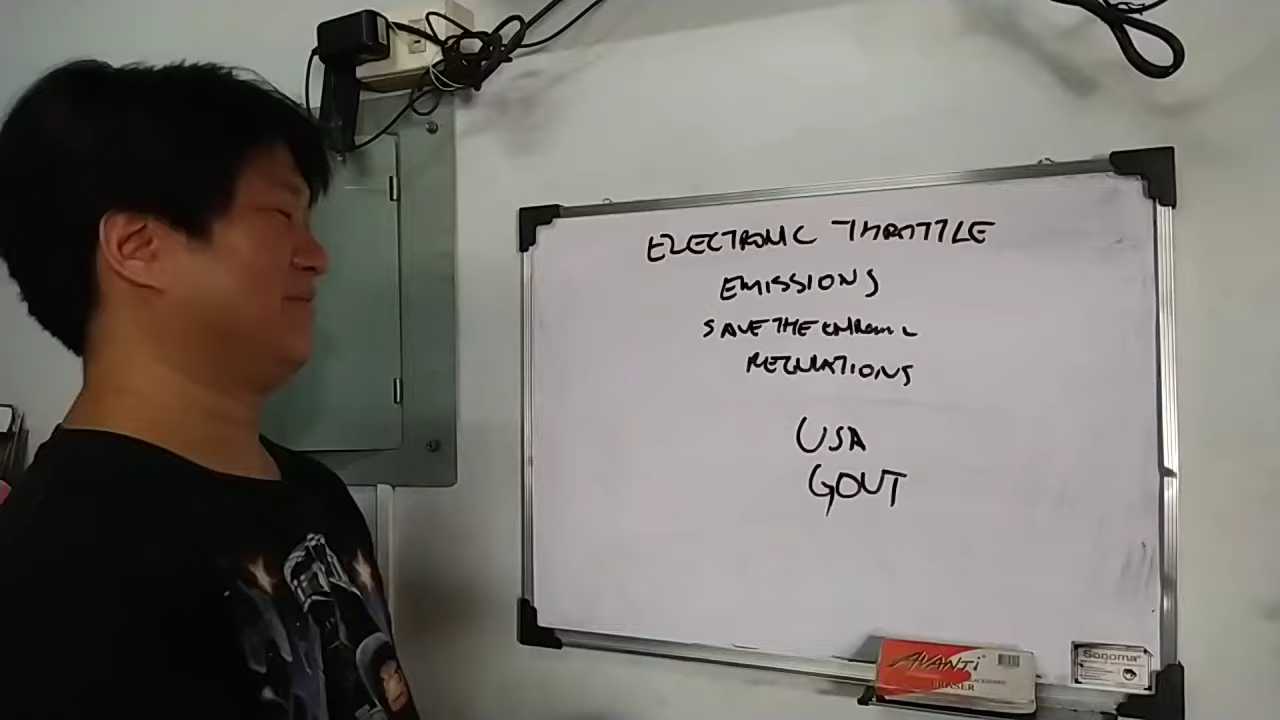 ELECTRONIC THROTTLE
EMISSIONS
SAVE THE
REGULATIONS
USA
GOVT
AVANTi
ERASER
Sonoma